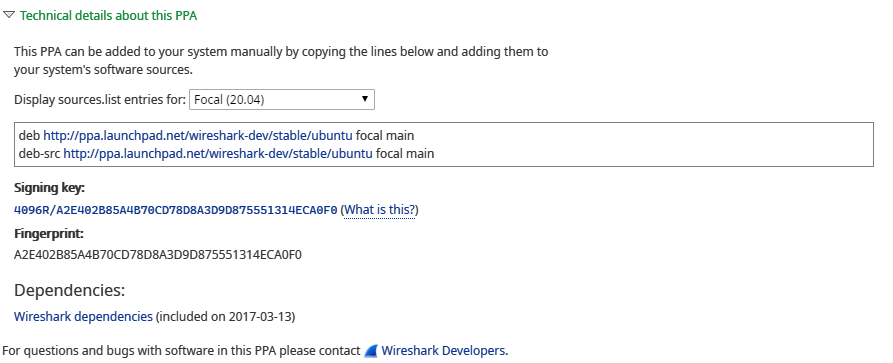 Technical details about this PPA
This PPA can be added to your system manually by copying the lines below and adding them to
your system's software sources.
Display sources.list entries for: Focal (20.04)
deb http://ppa.launchpad.net/wireshark-dev/stable/ubuntu focal main
deb-src http://ppa.launchpad.net/wireshark-dev/stable/ubuntu focal main
Signing key:
4096R/A2E402B85A4B70CD78D8A3D9D875551314ECA0F0 (What is this?)
Fingerprint:
A2E402B85A4B70CD78D8A3D9D875551314ECA0F0
Dependencies:
Wireshark dependencies (included on 2017-03-13)
For questions and bugs with software in this PPA please contact Wireshark Developers.